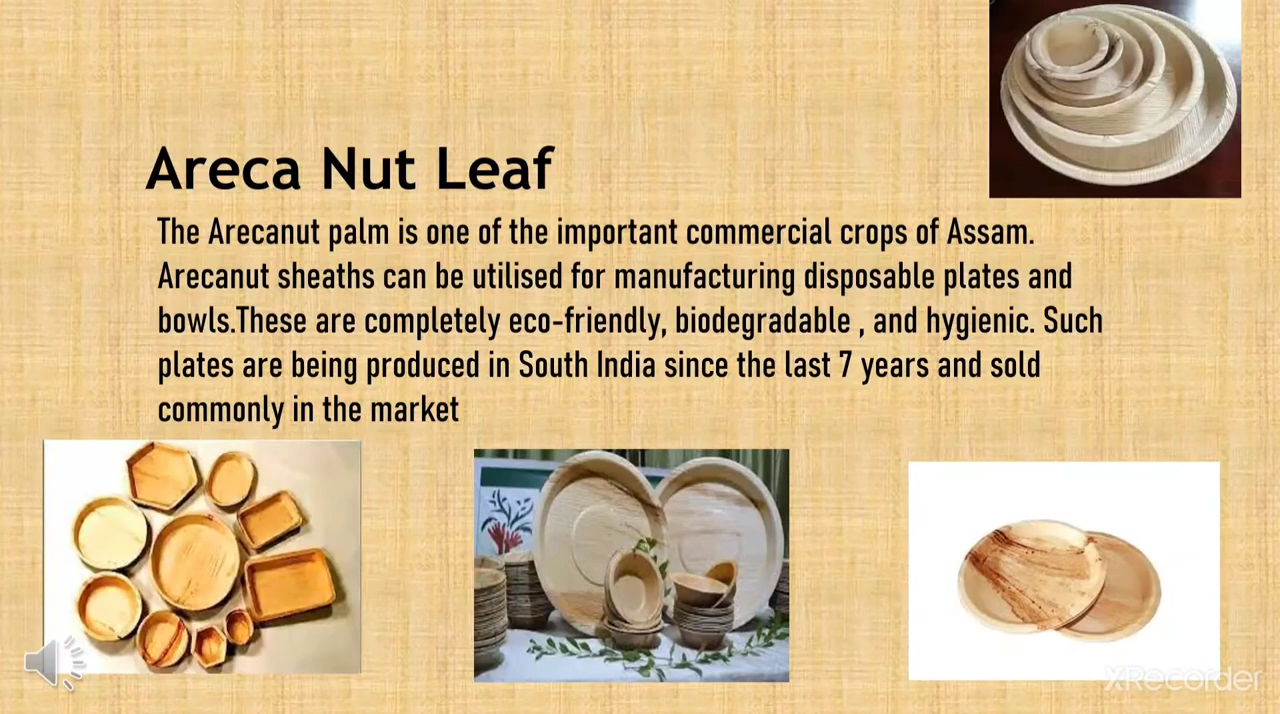 Areca Nut Leaf
The Arecanut palm is one of the important commercial crops of Assam.
Arecanut sheaths can be utilised for manufacturing disposable plates and
bowls.These are completely eco-friendly, biodegradable , and hygienic. Such
plates are being produced in South India since the last 7 years and sold
commonly in the market
XRecorder